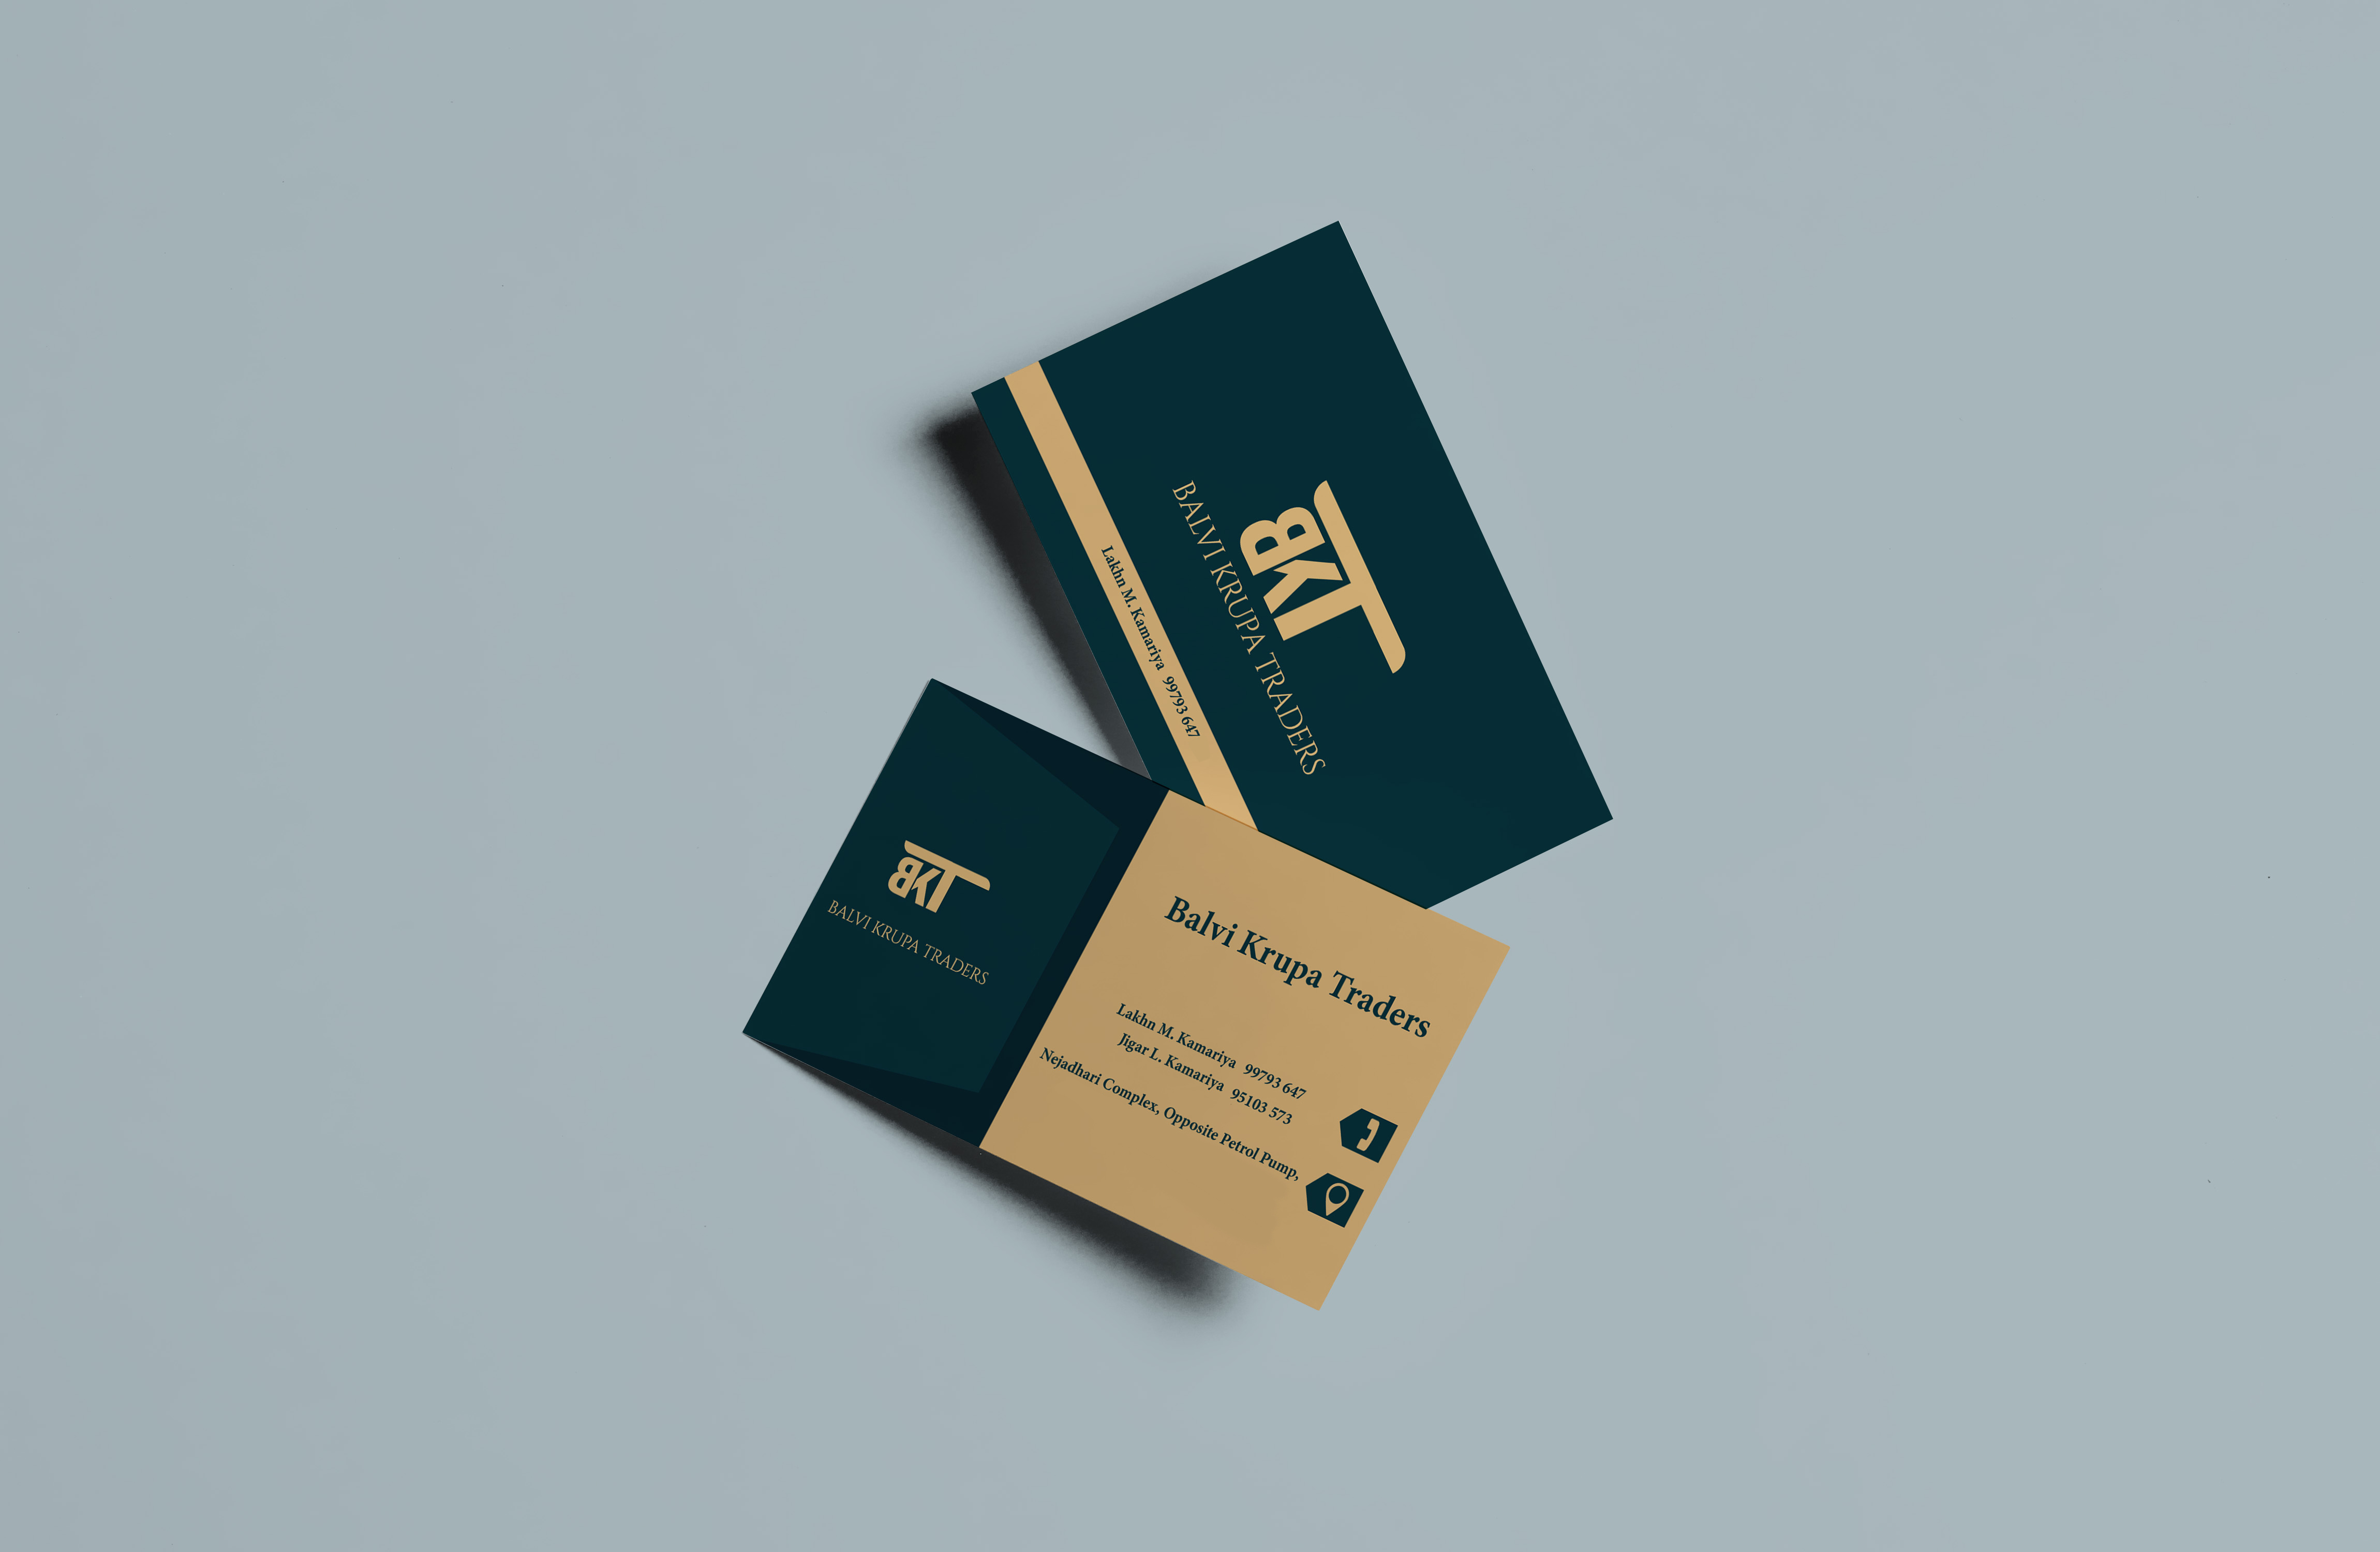 BKT
BALVI KRUPA TRADERS
Lakhn M. Kamariya 99793 647
BKT
BALVI KRUPA TRADERS
Balvi Krupa Traders
Lakhn M. Kamariya 99793 647
Jigar L. Kamariya 95103 573
Nejadhari Complex, Opposite Petrol Pump,